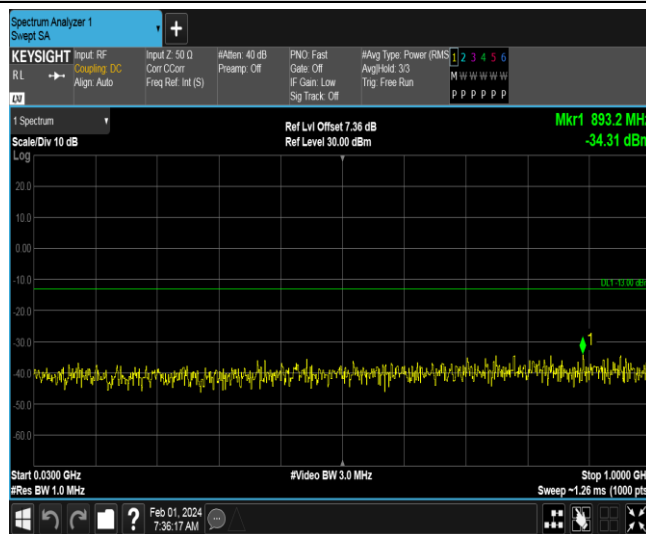 Spectrum Analyzer 1
Swept SA
+
KEYSIGHT Input: RF Input Z: 50 Ω #Atten: 40 dB PNO: Fast #Avg Type: Power (RMS 1 2 3 4 5 6
RL Coupling: DC Corr CCorr Preamp: Off Gate: Off Avg|Hold: 3/3 M W W W W W
Align: Auto Freq Ref: Int (S) IF Gain: Low Trig: Free Run
LXI Sig Track: Off P P P P P P
1 Spectrum Ref Lvl Offset 7.36 dB Mkr1 893.2 MHz
Scale/Div 10 dB Ref Level 30.00 dBm -34.31 dBm
Log
20.0
10.0
0.00
-10.0
DL1 -13.00 dBm
-20.0
-30.0
1
-40.0
-50.0
-60.0
Start 0.0300 GHz #Video BW 3.0 MHz Stop 1.0000 GH
#Res BW 1.0 MHz Sweep ~1.26 ms (1000 pts
? Feb 01, 2024
7:36:17 AM